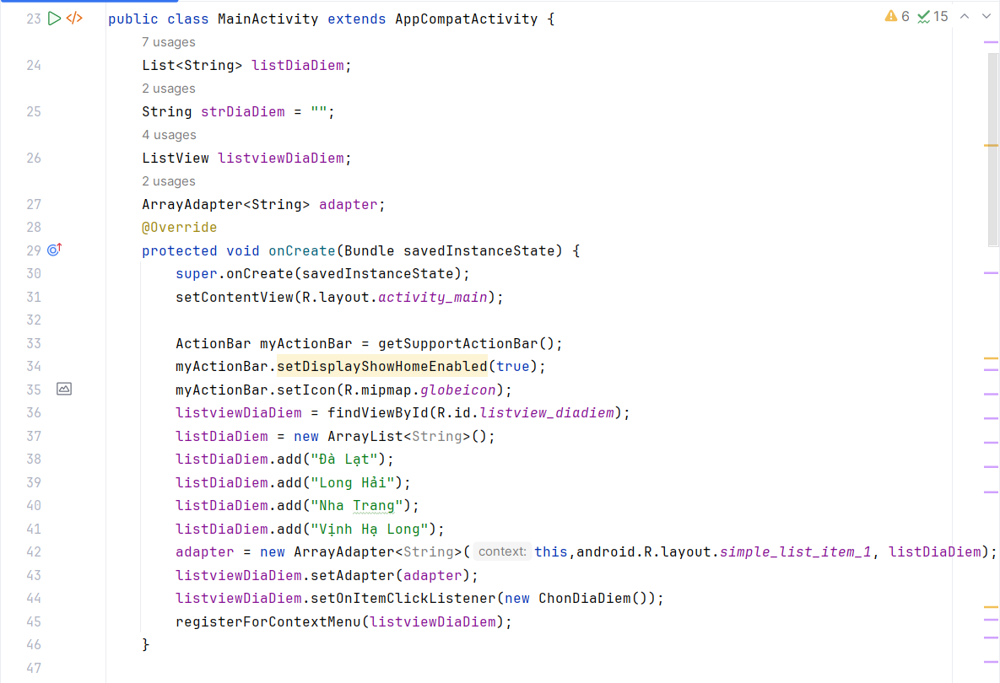 23 public class MainActivity extends AppCompatActivity { 6 15
7 usages
24 List<String> listDiaDiem;
2 usages
25 String strDiaDiem = "";
4 usages
26 ListView listviewDiaDiem;
2 usages
27 ArrayAdapter<String> adapter;
28 @Override
29 protected void onCreate(Bundle savedInstanceState) {
30 super.onCreate(savedInstanceState);
31 setContentView(R.layout.activity_main);
32
33 ActionBar myActionBar = getSupportActionBar();
34 myActionBar.setDisplayShowHomeEnabled(true);
35 myActionBar.setIcon(R.mipmap.globeicon);
36 listviewDiaDiem = findViewById(R.id.listview_diadiem);
37 listDiaDiem = new ArrayList<String>();
38 listDiaDiem.add("Đà Lạt");
39 listDiaDiem.add("Long Hải");
40 listDiaDiem.add("Nha Trang");
41 listDiaDiem.add("Vịnh Hạ Long");
42 adapter = new ArrayAdapter<String>( context: this,android.R.layout.simple_list_item_1, listDiaDiem);
43 listviewDiaDiem.setAdapter(adapter);
44 listviewDiaDiem.setOnItemClickListener(new ChonDiaDiem());
45 registerForContextMenu(listviewDiaDiem);
46 }
47